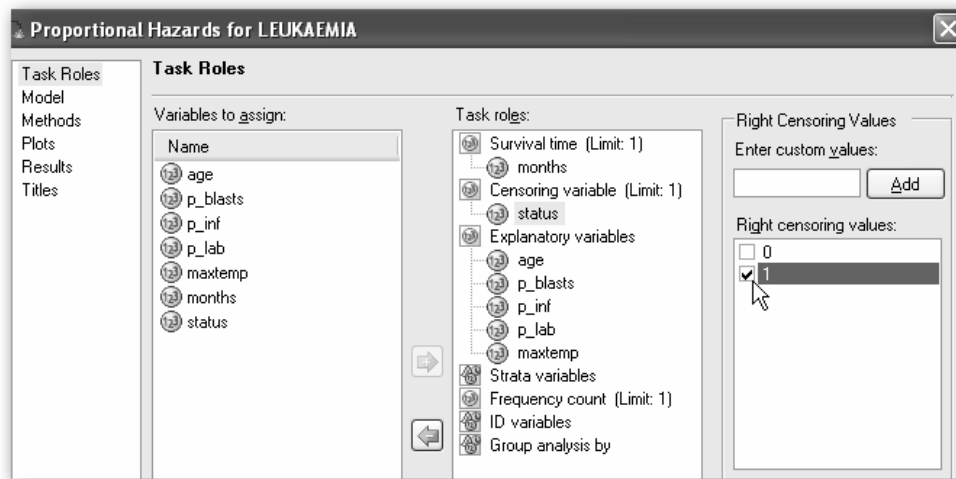 Proportional Hazards for LEUKAEMIA
Task Roles
Model
Methods
Plots
Results
Titles
Task Roles
Variables to assign:
Name
age
p_blasts
p_inf
p_lab
maxtemp
months
status
Task roles:
Survival time (Limit: 1)
months
Censoring variable (Limit: 1)
status
Explanatory variables
age
p_blasts
p_inf
p_lab
maxtemp
Strata variables
Frequency count (Limit: 1)
ID variables
Group analysis by
Right Censoring Values
Enter custom values:
Add
Right censoring values:
0
1